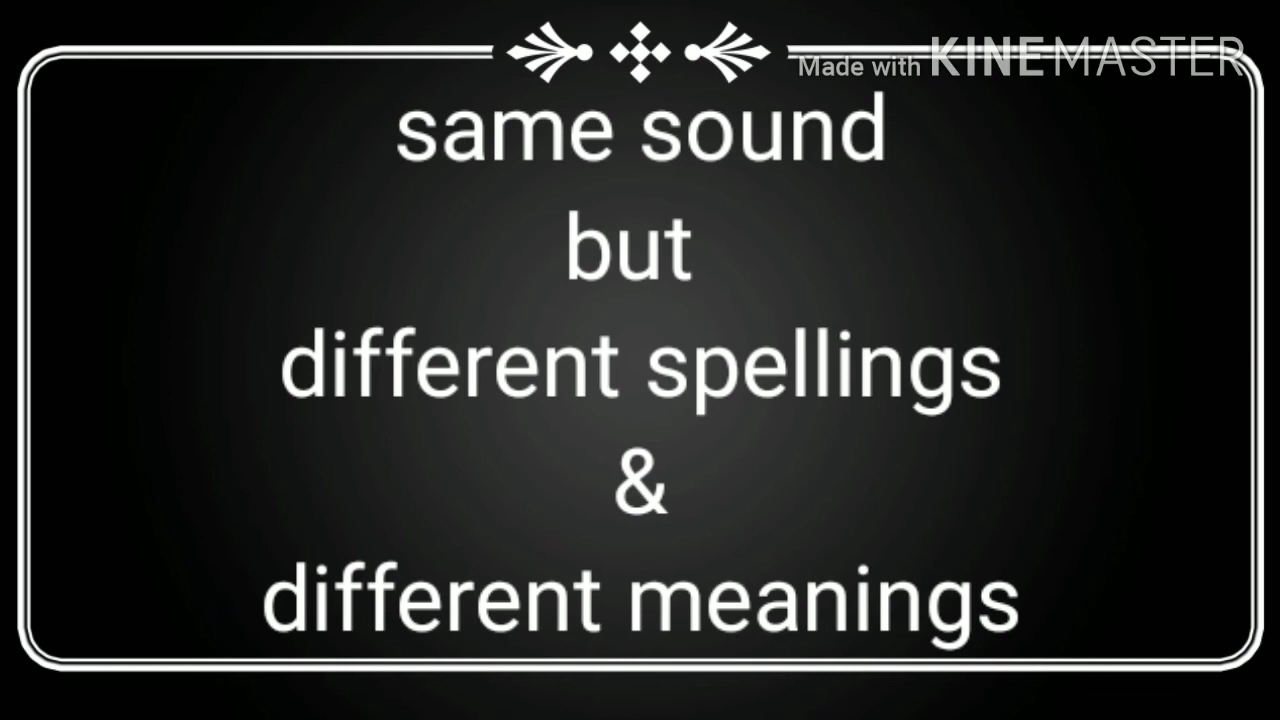 Made with KINEMASTER
same sound
but
different spellings
&
different meanings